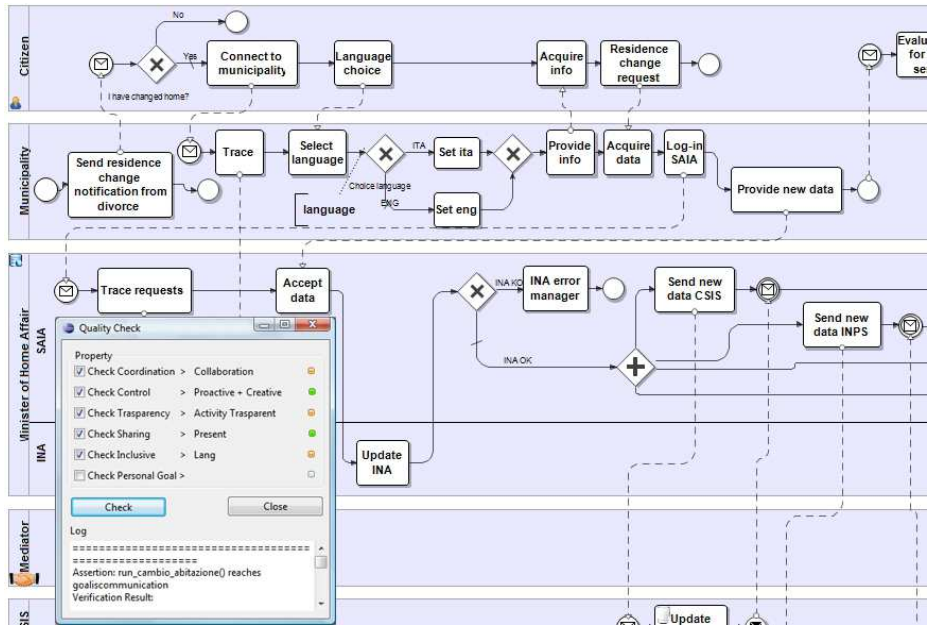 Citizen
No
Yes
I have changed home?
Connect to
municipality
Language
choice
Acquire
info
Residence
change
request
Evalu
for
se
Municipality
Send residence
change
notification from
divorce
Trace
Select
language
ITA
Set ita
Choice language
language
ENG
Set eng
Provide
info
Acquire
data
Log-in
SAIA
Provide new data
Minister of Home Affair
SAIA
INA
Trace requests
Accept
data
Update
INA
INA KO
INA error
manager
INA OK
Send new
data CSIS
Send new
data INPS
Quality Check
Property
Check Coordination > Collaboration
Check Control > Proactive + Creative
Check Trasparency > Activity Trasparent
Check Sharing > Present
Check Inclusive > Lang
Check Personal Goal >
Check
Close
Log
====================================
===================
Assertion: run_cambio_abitazione() reaches
goaliscommunication
Verification Result:
Mediator
SIS
Update